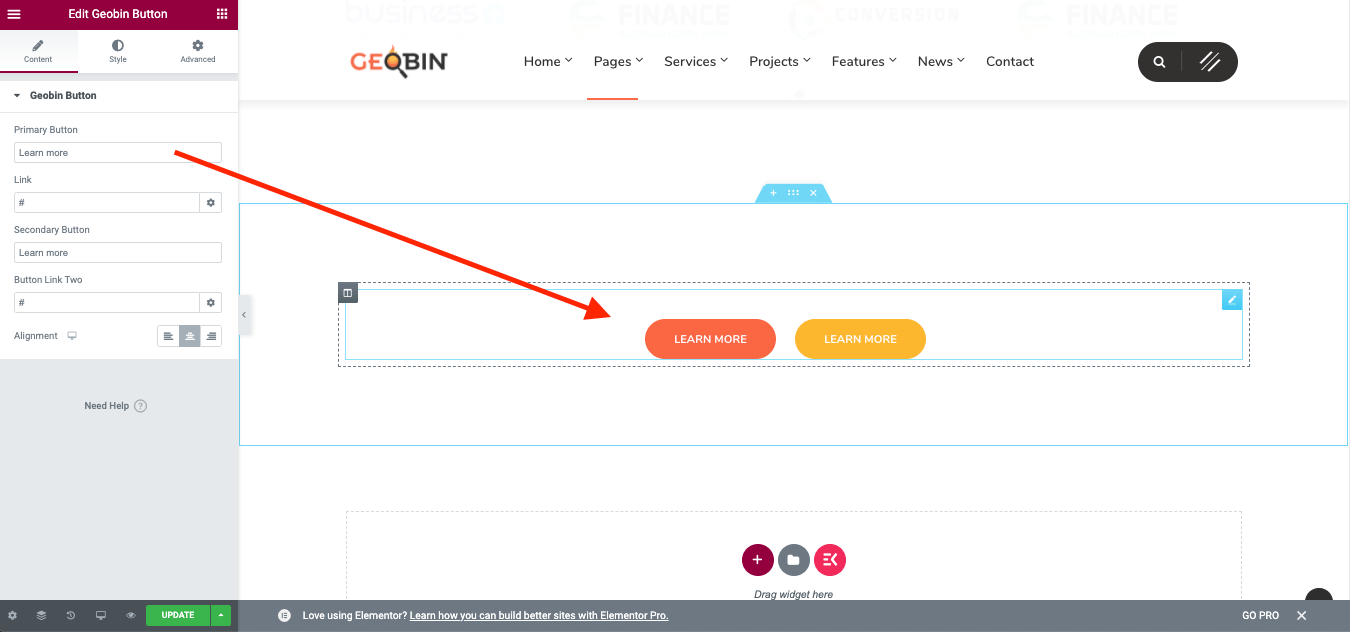 Edit Geobin Button
Content
Style
Advanced
Geobin Button
Primary Button
Learn more
Link
#
Secondary Button
Learn more
Button Link Two
#
Alignment
Need Help ?
UPDATE
business
FINANCE
CONVERSION
FINANCE
GEOBIN
Home
Pages
Services
Projects
Features
News
Contact
LEARN MORE
LEARN MORE
Drag widget here
Love using Elementor? Learn how you can build better sites with Elementor Pro.
GO PRO